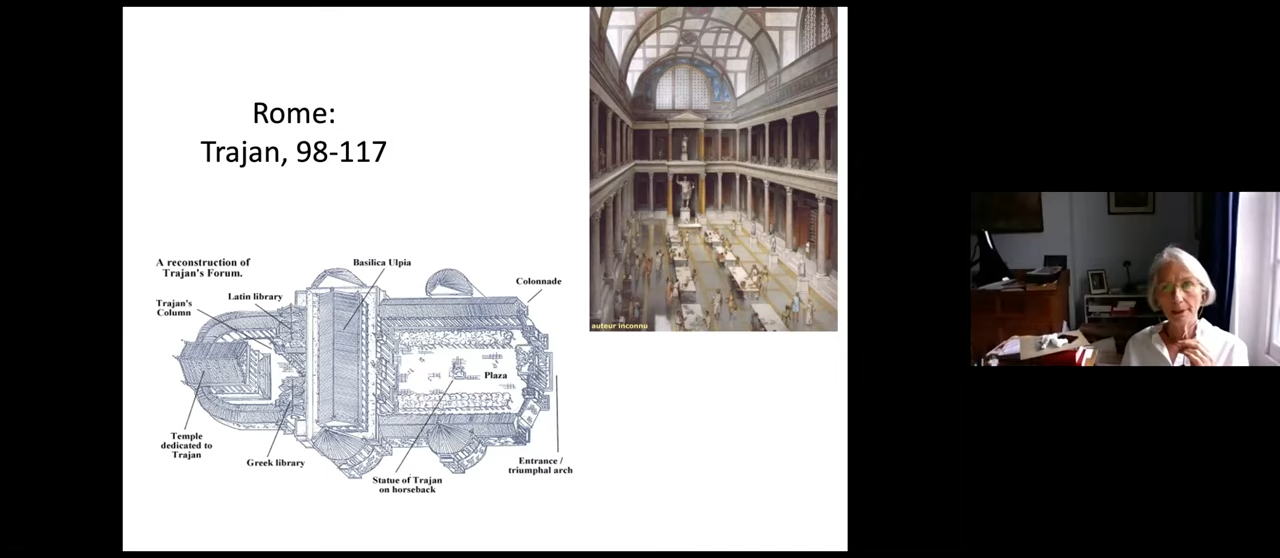 Rome:
Trajan, 98-117
auteur inconnu
A reconstruction of
Trajan's Forum.
Basilica Ulpia
Colonnade
Latin library
Trajan's
Column
Plaza
Temple
dedicated to
Trajan
Greek library
Statue of Trajan
on horseback
Entrance /
triumphal arch